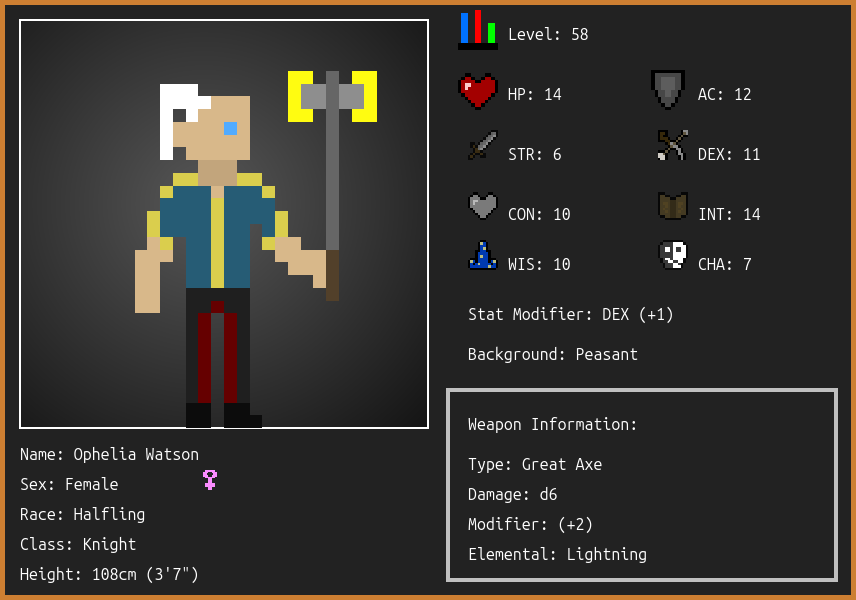 Level: 58
HP: 14
AC: 12
STR: 6
DEX: 11
CON: 10
INT: 14
WIS: 10
CHA: 7
Stat Modifier: DEX (+1)
Background: Peasant
Weapon Information:
Type: Great Axe
Damage: d6
Modifier: (+2)
Elemental: Lightning
Name: Ophelia Watson
Sex: Female
Race: Halfling
Class: Knight
Height: 108cm (3'7")